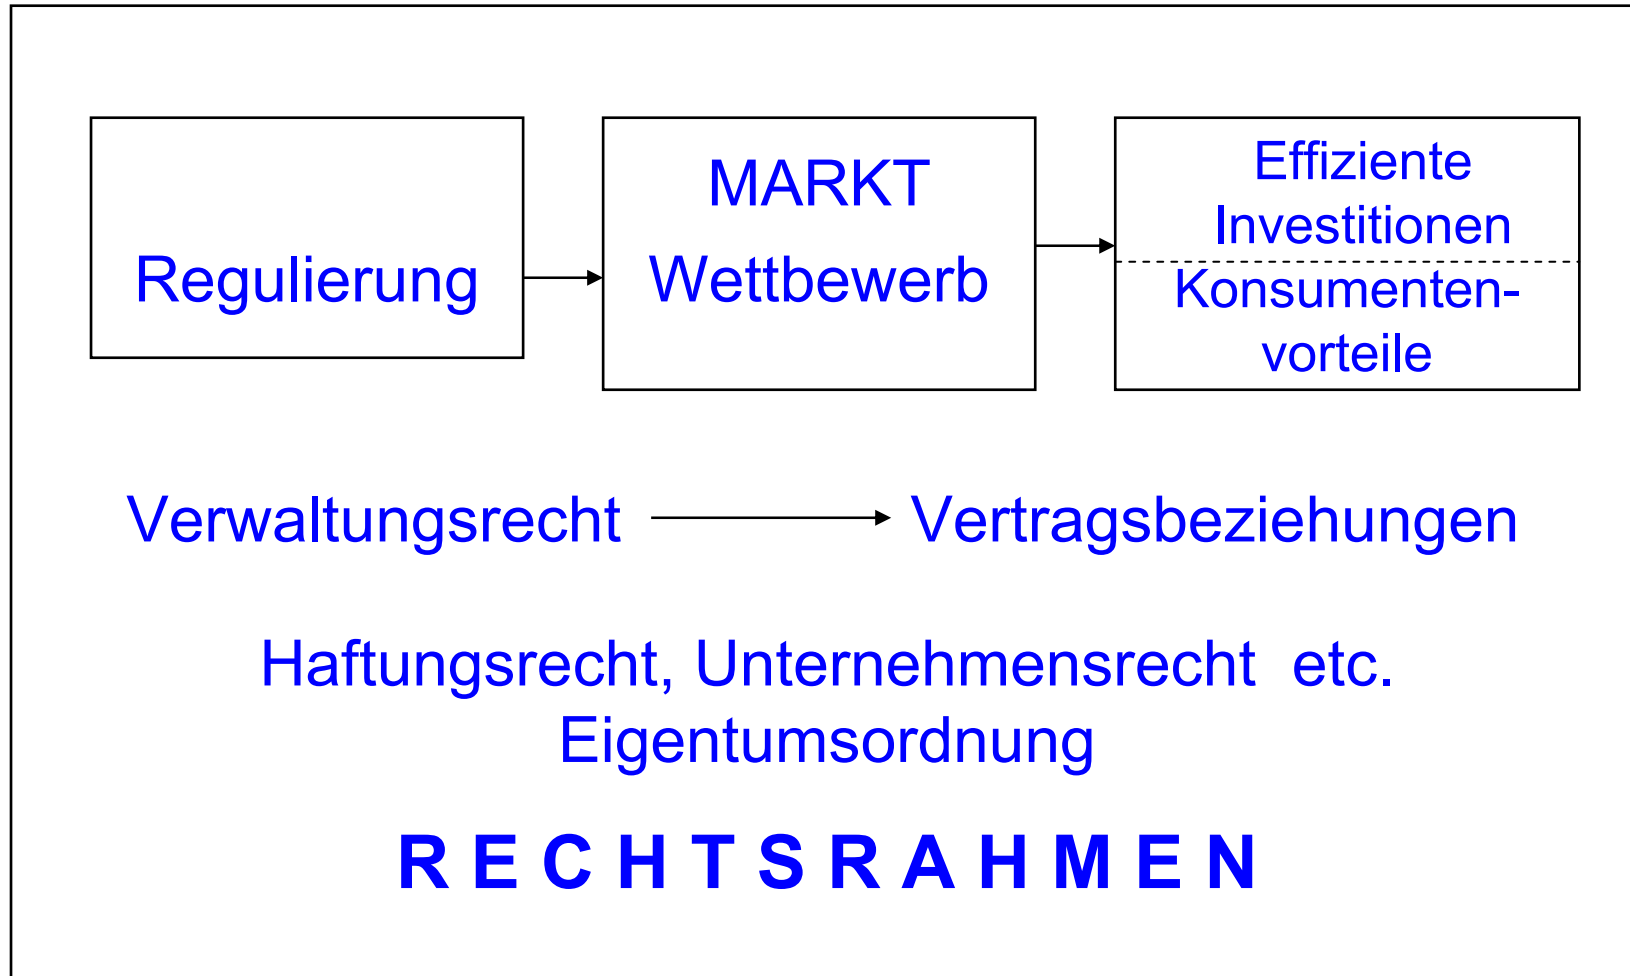 Regulierung
MARKT
Wettbewerb
Effiziente
Investitionen
Konsumenten-
vorteile
Verwaltungsrecht
Vertragsbeziehungen
Haftungsrecht, Unternehmensrecht etc.
Eigentumsordnung
R E C H T S R A H M E N